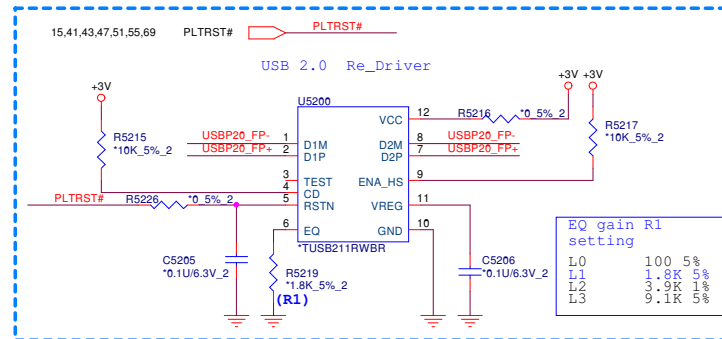 15,41,43,47,51,55,69 PLTRST# PLTRST#
USB 2.0 Re_Driver
+3V
+3V +3V
U5200
R5215
*10K_5%_2
VCC 12 R5216 *0_5%_2
R5217
*10K_5%_2
USBP20_FP- 1 D1M D2M 8 USBP20_FP-
USBP20_FP+ 2 D1P D2P 7 USBP20_FP+
3 TEST ENA_HS 9
4 CD
PLTRST# R5226 *0_5%_2 5 RSTN VREG 11
6 EQ GND 10
*TUSB211RWBR
C5205
*0.1U/6.3V_2
R5219
*1.8K_5%_2
(R1)
C5206
*0.1U/6.3V_2
EQ gain R1
setting
L0 100 5%
L1 1.8K 5%
L2 3.9K 1%
L3 9.1K 5%